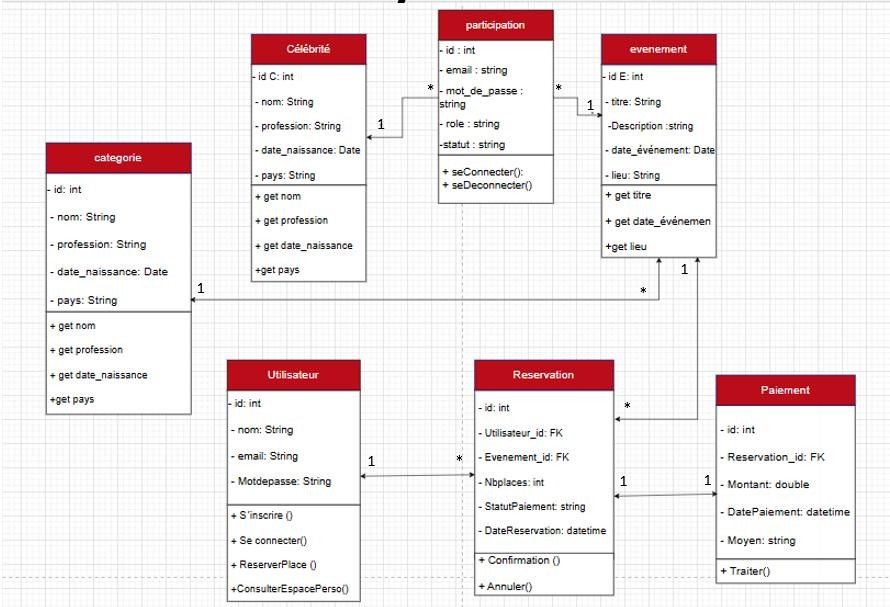 participation
- id : int
- email : string
- mot_de_passe :
string
- role : string
-statut : string
+ seConnecter():
+ seDeconnecter()
Célébrité
- id C: int
- nom: String
- profession: String
- date_naissance: Date
- pays: String
+ get nom
+ get profession
+ get date_naissance
+get pays
evenement
- id E: int
- titre: String
-Description :string
- date_événement: Date
- lieu: String
+ get titre
+ get date_événemen
+get lieu
*
1
*
1
categorie
- id: int
- nom: String
- profession: String
- date_naissance: Date
- pays: String
+ get nom
+ get profession
+ get date_naissance
+get pays
1
*
1
*
Utilisateur
- id: int
- nom: String
- email: String
- Motdepasse: String
+ S'inscrire ()
+ Se connecter()
+ ReserverPlace ()
+ConsulterEspacePerso()
1
*
Reservation
- id: int
- Utilisateur_id: FK
- Evenement_id: FK
- Nbplaces: int
- StatutPaiement: string
- DateReservation: datetime
+ Confirmation ()
+ Annuler()
1
1
Paiement
- id: int
- Reservation_id: FK
- Montant: double
- DatePaiement: datetime
- Moyen: string
+ Traiter()